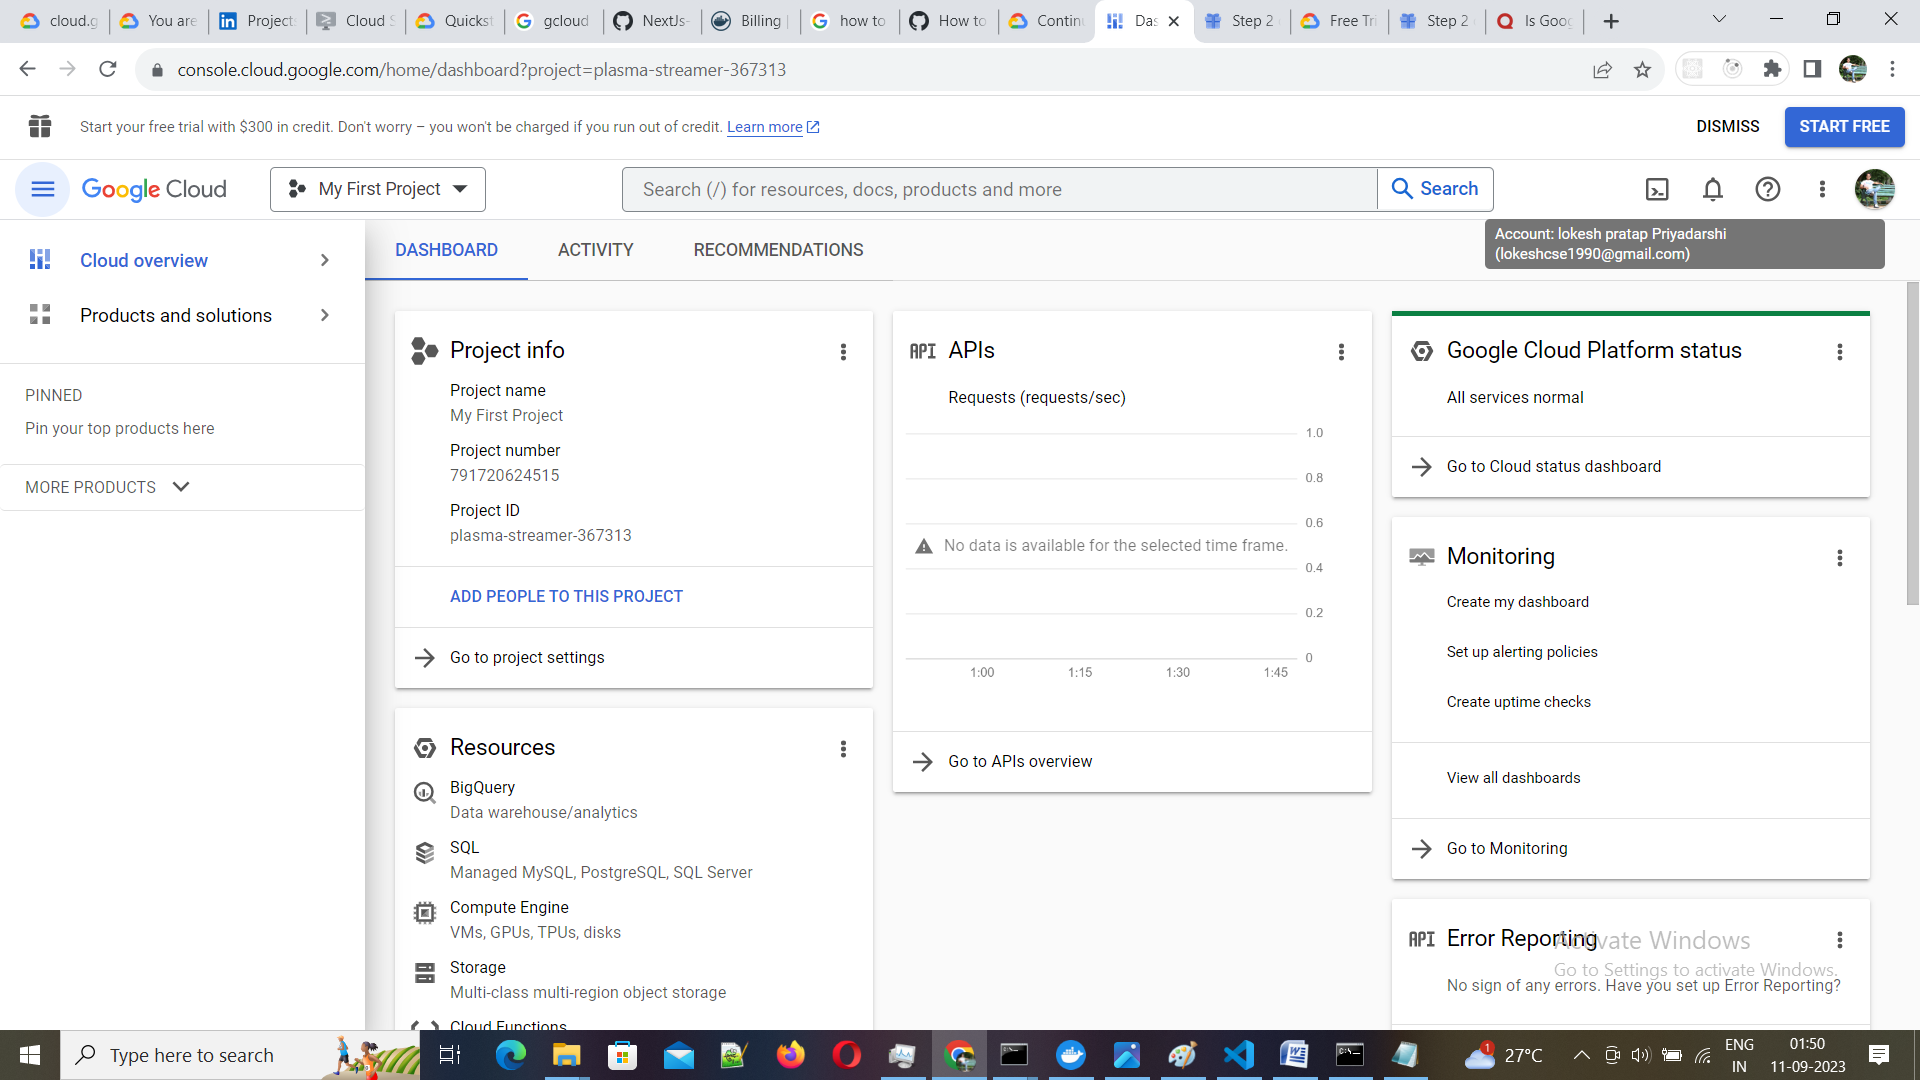 cloud.g
You are
Project
Cloud S
Quickst
gcloud
NextJs-
Billing
how to
How to
Continu
Das
Step 2
Free Tri
Step 2
Is Goog
console.cloud.google.com/home/dashboard?project=plasma-streamer-367313
Start your free trial with $300 in credit. Don't worry – you won't be charged if you run out of credit. Learn more
DISMISS
START FREE
Google Cloud
My First Project
Search (/) for resources, docs, products and more
Search
Account: lokesh pratap Priyadarshi
(lokeshcse1990@gmail.com)
Cloud overview
Products and solutions
PINNED
Pin your top products here
MORE PRODUCTS
DASHBOARD
ACTIVITY
RECOMMENDATIONS
Project info
Project name
My First Project
Project number
791720624515
Project ID
plasma-streamer-367313
ADD PEOPLE TO THIS PROJECT
Go to project settings
Resources
BigQuery
Data warehouse/analytics
SQL
Managed MySQL, PostgreSQL, SQL Server
Compute Engine
VMs, GPUs, TPUs, disks
Storage
Multi-class multi-region object storage
Cloud Functions
API
APIs
Requests (requests/sec)
1.0
0.8
0.6
No data is available for the selected time frame.
0.4
0.2
0
1:00
1:15
1:30
1:45
Go to APIs overview
Google Cloud Platform status
All services normal
Go to Cloud status dashboard
Monitoring
Create my dashboard
Set up alerting policies
Create uptime checks
View all dashboards
Go to Monitoring
API
Error Reporting
No sign of any errors. Have you set up Error Reporting?
Activate Windows
Go to Settings to activate Windows.
Type here to search
1
27°C
ENG
IN
01:50
11-09-2023